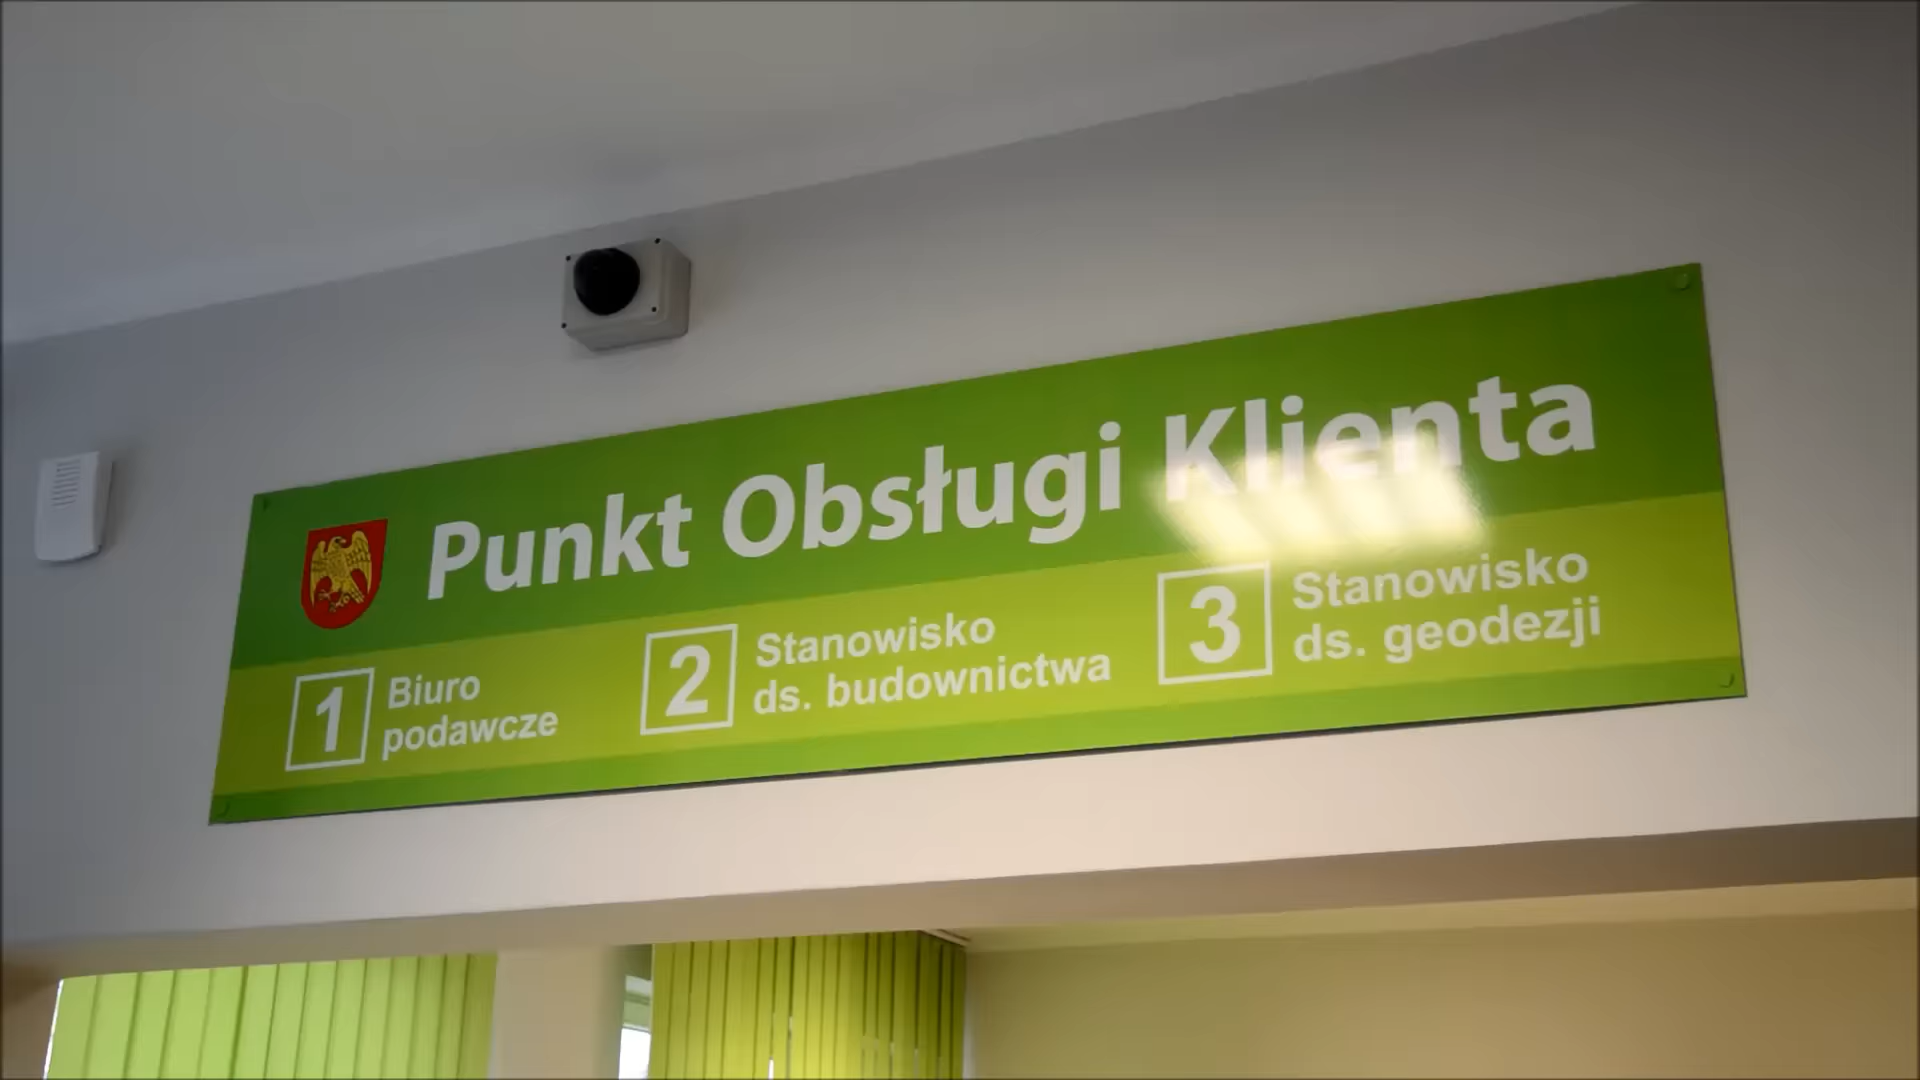 Punkt Obsługi Klienta
1 Biuro
podawcze
2 Stanowisko
ds. budownictwa
3 Stanowisko
ds. geodezji